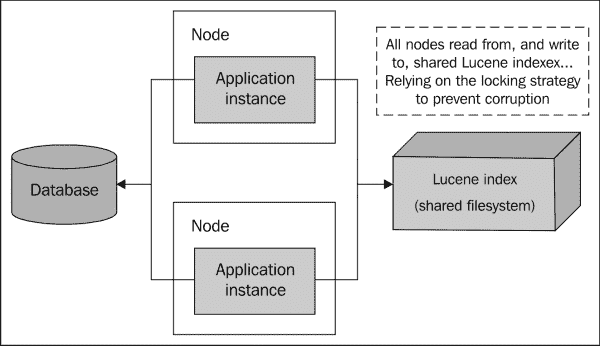 Node
Application
instance
All nodes read from, and write
to, shared Lucene indexex...
Relying on the locking strategy
to prevent corruption
Database
Lucene index
(shared filesystem)
Node
Application
instance